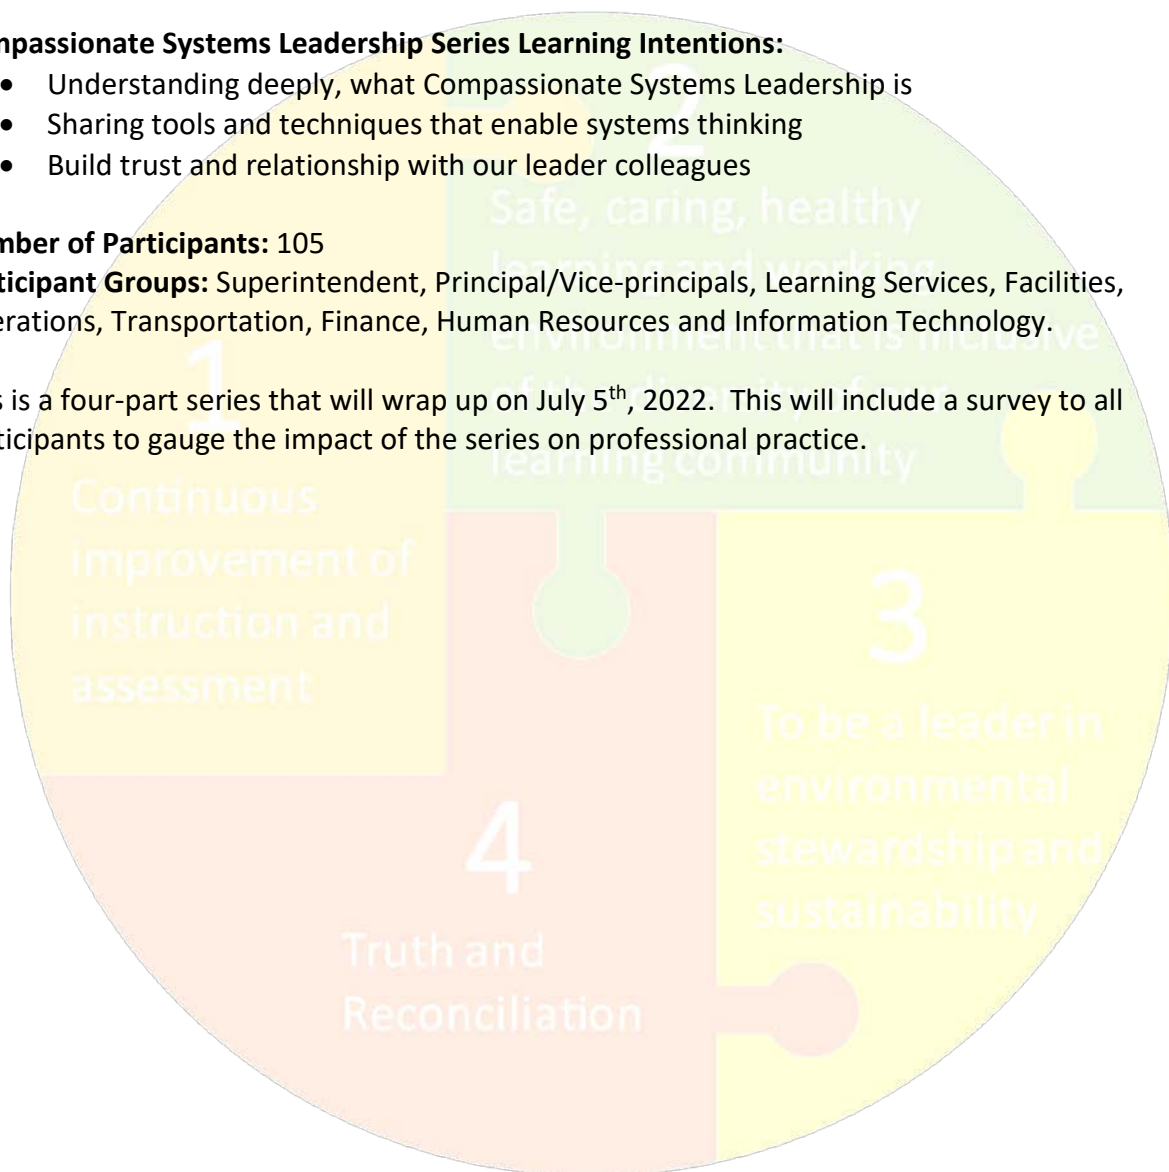 mpassionate Systems Leadership Series Learning Intentions:
• Understanding deeply, what Compassionate Systems Leadership is
• Sharing tools and techniques that enable systems thinking
• Build trust and relationship with our leader colleagues
mber of Participants: 105
ticipant Groups: Superintendent, Principal/Vice-principals, Learning Services, Facilities,
erations, Transportation, Finance, Human Resources and Information Technology.
s is a four-part series that will wrap up on July 5th, 2022. This will include a survey to all
ticipants to gauge the impact of the series on professional practice.
1
Continuous
improvement of
instruction and
assessment
2
Safe, caring, healthy
learning and working
environment that is inclusive
of the diversity of our
learning community
3
To be a leader in
environmental
stewardship and
sustainability
4
Truth and
Reconciliation